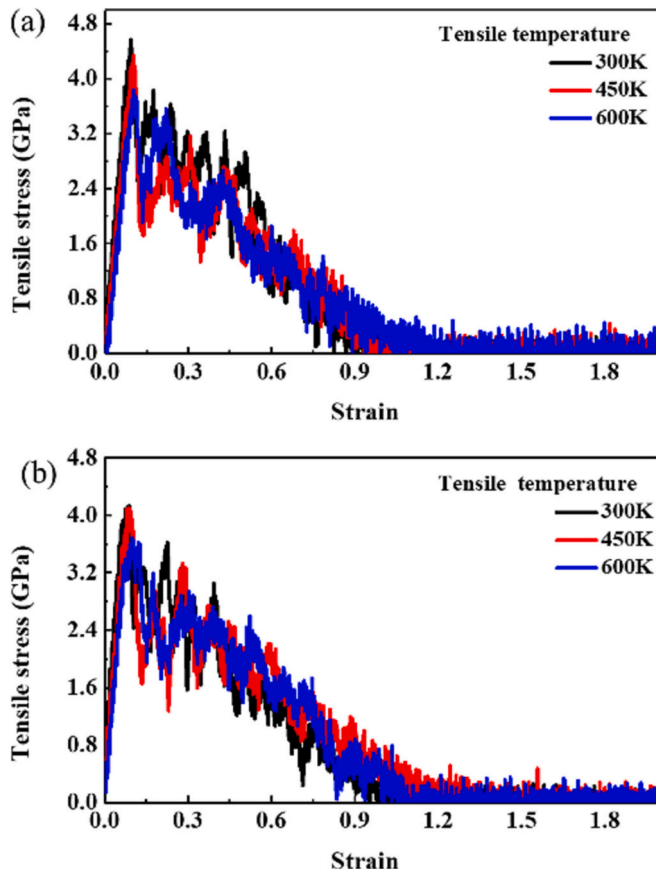 (a)
Tensile temperature
300K
450K
600K
Tensile stress (GPa)
4.8
4.0
3.2
2.4
1.6
0.8
0.0
0.0 0.3 0.6 0.9 1.2 1.5 1.8
Strain
(b)
Tensile temperature
300K
450K
600K
Tensile stress (GPa)
4.8
4.0
3.2
2.4
1.6
0.8
0.0
0.0 0.3 0.6 0.9 1.2 1.5 1.8
Strain